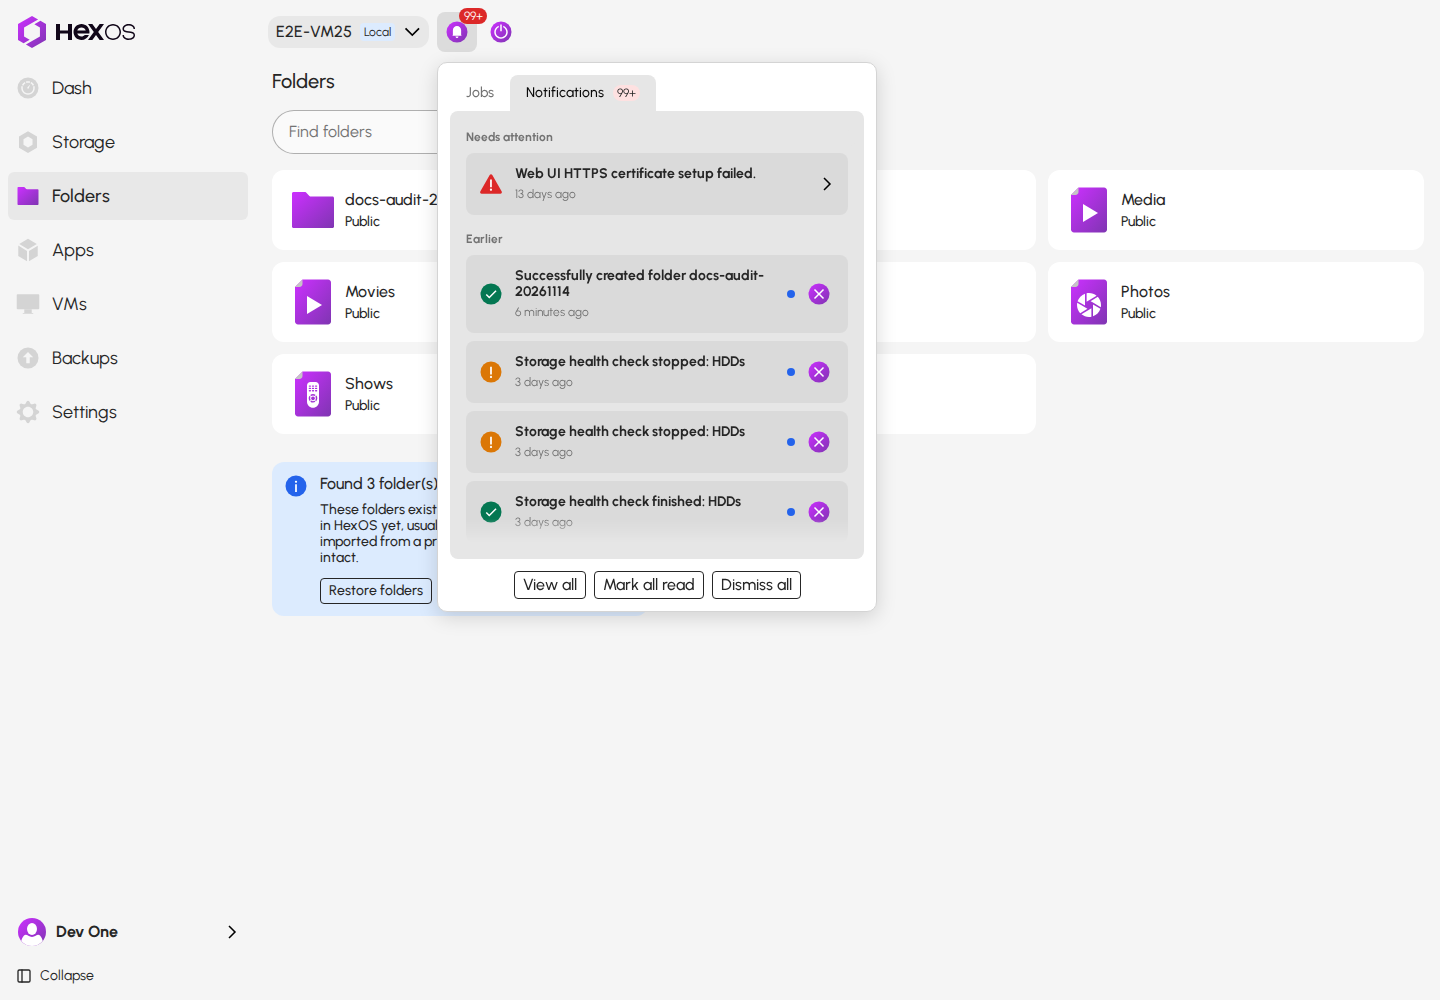 HEXOS
E2E-VM25 Local
99+
Dash
Storage
Folders
Apps
VMs
Backups
Settings
Folders
Find folders
docs-audit-2
Public
Media
Public
Movies
Public
Photos
Public
Shows
Public
Found 3 folder(s)
These folders exist
in HexOS yet, usual
imported from a pr
intact.
Restore folders
Jobs
Notifications 99+
Needs attention
Web UI HTTPS certificate setup failed.
13 days ago
Earlier
Successfully created folder docs-audit-
20261114
6 minutes ago
Storage health check stopped: HDDs
3 days ago
Storage health check stopped: HDDs
3 days ago
Storage health check finished: HDDs
3 days ago
View all
Mark all read
Dismiss all
Dev One
Collapse